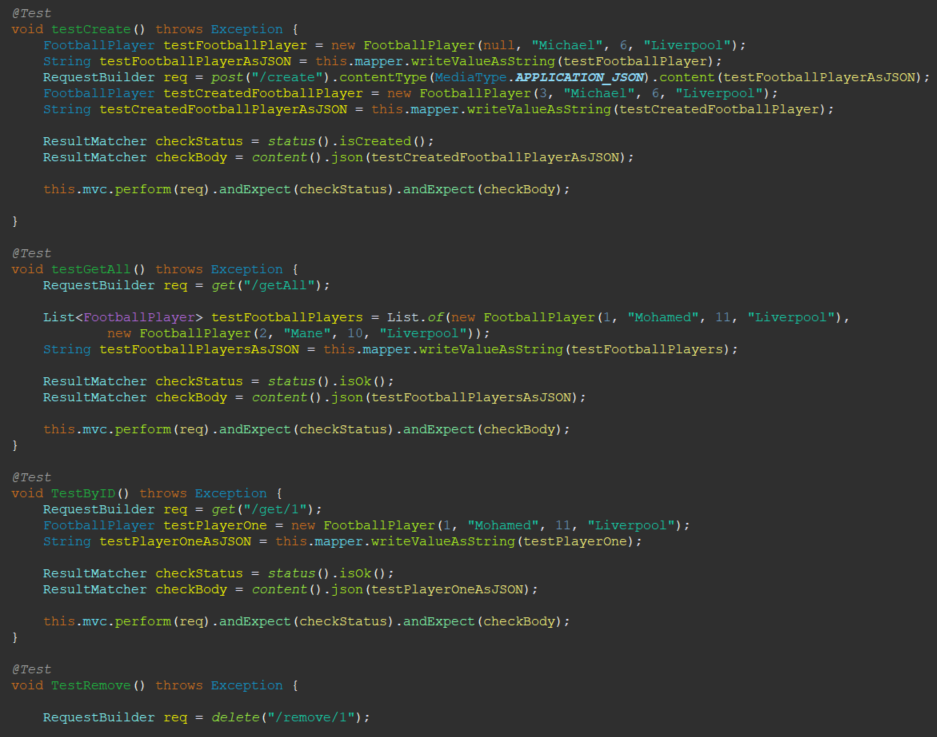 @Test
void testCreate() throws Exception {
    FootballPlayer testFootballPlayer = new FootballPlayer(null, "Michael", 6, "Liverpool");
    String testFootballPlayerAsJSON = this.mapper.writeValueAsString(testFootballPlayer);
    RequestBuilder req = post("/create").contentType(MediaType.APPLICATION_JSON).content(testFootballPlayerAsJSON);
    FootballPlayer testCreatedFootballPlayer = new FootballPlayer(3, "Michael", 6, "Liverpool");
    String testCreatedFootballPlayerAsJSON = this.mapper.writeValueAsString(testCreatedFootballPlayer);

    ResultMatcher checkStatus = status().isCreated();
    ResultMatcher checkBody = content().json(testCreatedFootballPlayerAsJSON);

    this.mvc.perform(req).andExpect(checkStatus).andExpect(checkBody);

}

@Test
void testGetAll() throws Exception {
    RequestBuilder req = get("/getAll");

    List<FootballPlayer> testFootballPlayers = List.of(new FootballPlayer(1, "Mohamed", 11, "Liverpool"),
            new FootballPlayer(2, "Mane", 10, "Liverpool"));
    String testFootballPlayersAsJSON = this.mapper.writeValueAsString(testFootballPlayers);

    ResultMatcher checkStatus = status().isOk();
    ResultMatcher checkBody = content().json(testFootballPlayersAsJSON);

    this.mvc.perform(req).andExpect(checkStatus).andExpect(checkBody);
}

@Test
void TestByID() throws Exception {
    RequestBuilder req = get("/get/1");
    FootballPlayer testPlayerOne = new FootballPlayer(1, "Mohamed", 11, "Liverpool");
    String testPlayerOneAsJSON = this.mapper.writeValueAsString(testPlayerOne);

    ResultMatcher checkStatus = status().isOk();
    ResultMatcher checkBody = content().json(testPlayerOneAsJSON);

    this.mvc.perform(req).andExpect(checkStatus).andExpect(checkBody);
}

@Test
void TestRemove() throws Exception {

    RequestBuilder req = delete("/remove/1");